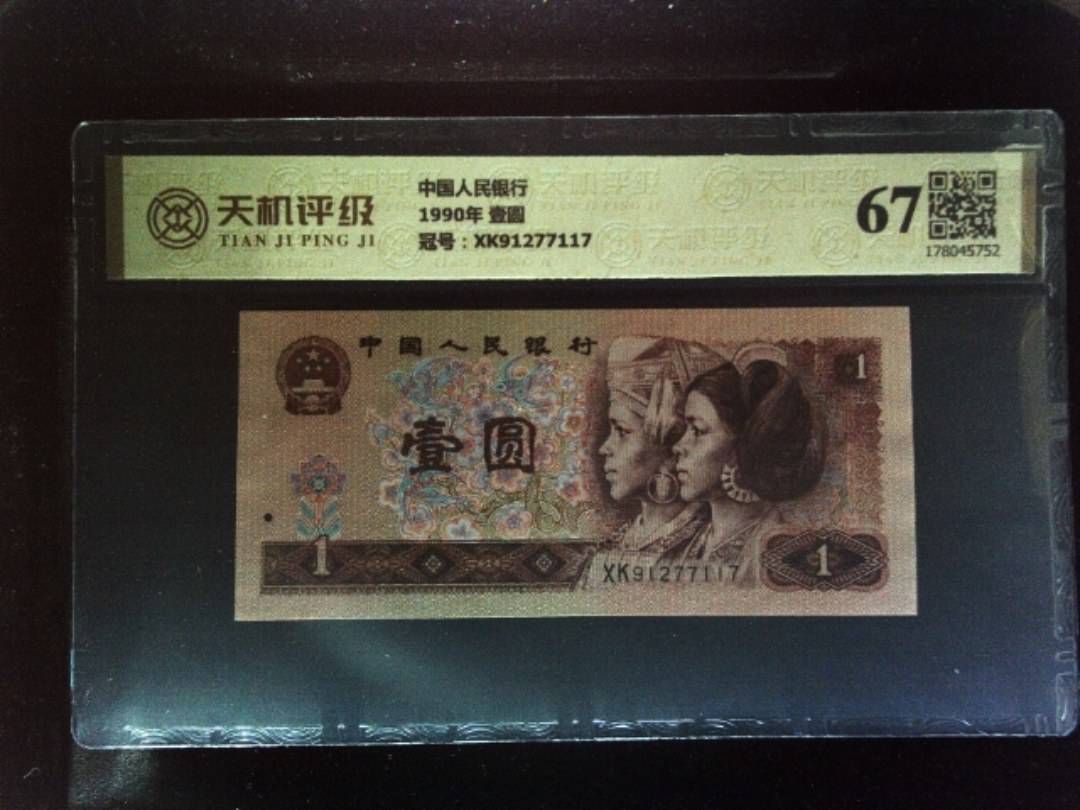 天机评级
TIAN JI PING JI
中国人民银行
1990年 壹圆
冠号：XK91277117
67
178045752
中国人民银行
1
壹圆
1
XK91277117
1